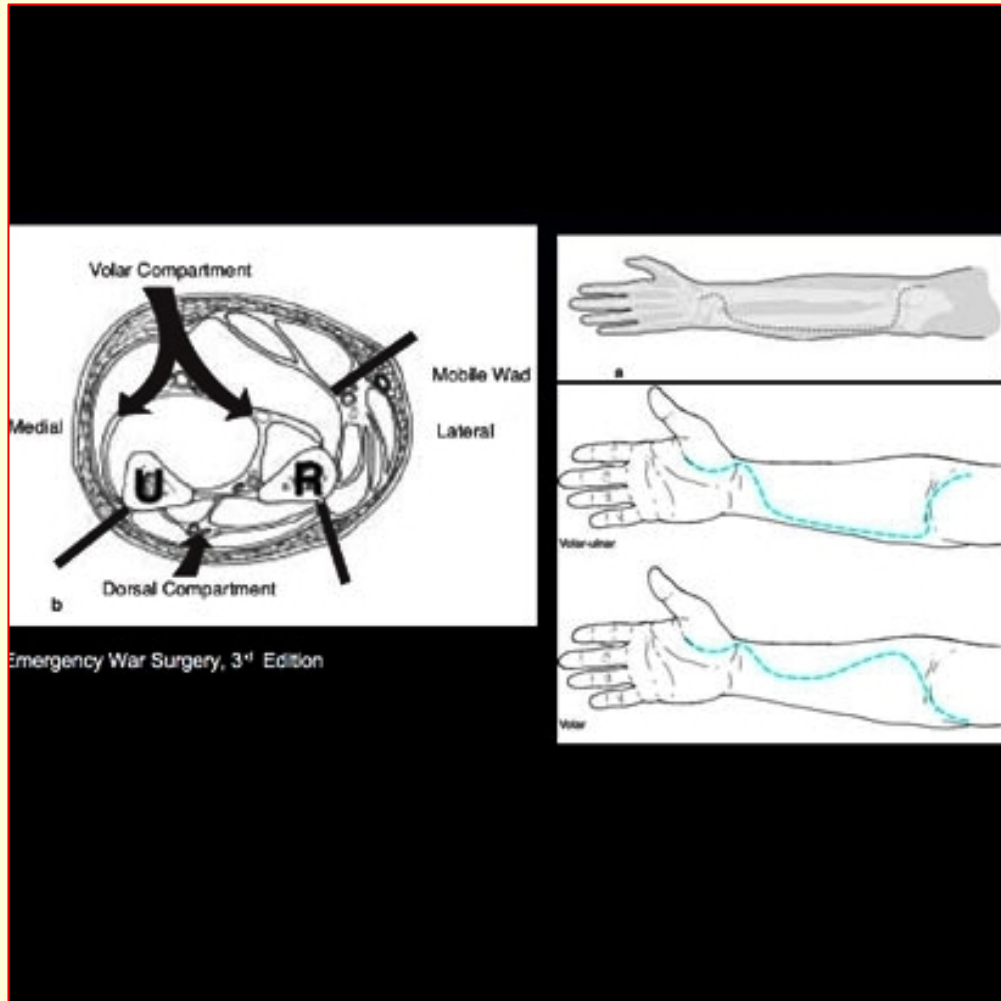 Volar Compartment
Mobile Wad
Medial
Lateral
U
R
Dorsal Compartment
b
Emergency War Surgery, 3rd Edition
a
Volar-ulnar
Volar